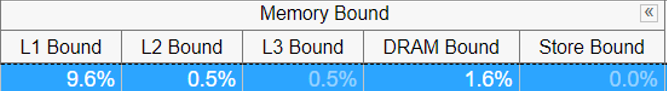 Memory Bound «
L1 Bound L2 Bound L3 Bound DRAM Bound Store Bound
9.6% 0.5% 0.5% 1.6% 0.0%